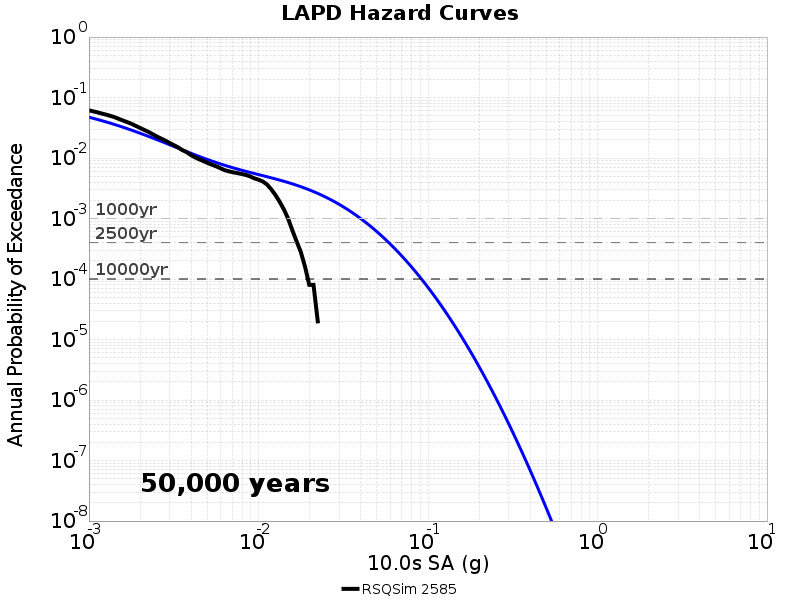 LAPD Hazard Curves
Annual Probability of Exceedance
10^0
10^-1
10^-2
10^-3
10^-4
10^-5
10^-6
10^-7
10^-8
1000yr
2500yr
10000yr
50,000 years
10^-3
10^-2
10^-1
10^0
10^1
10.0s SA (g)
RSQSim 2585